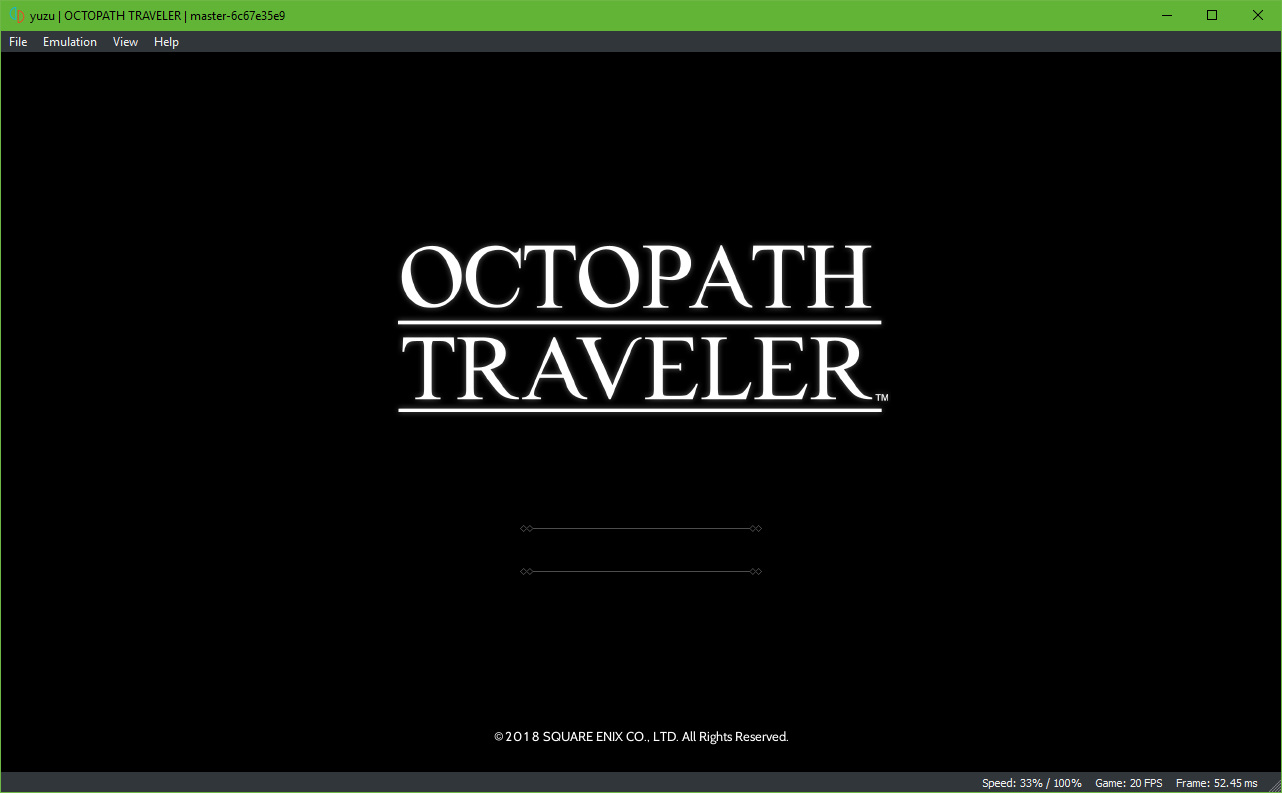 yuzu | OCTOPATH TRAVELER | master-6c67e35e9
File Emulation View Help
OCTOPATH
TRAVELER™
©2018 SQUARE ENIX CO., LTD. All Rights Reserved.
Speed: 33% / 100% Game: 20 FPS Frame: 52.45 ms